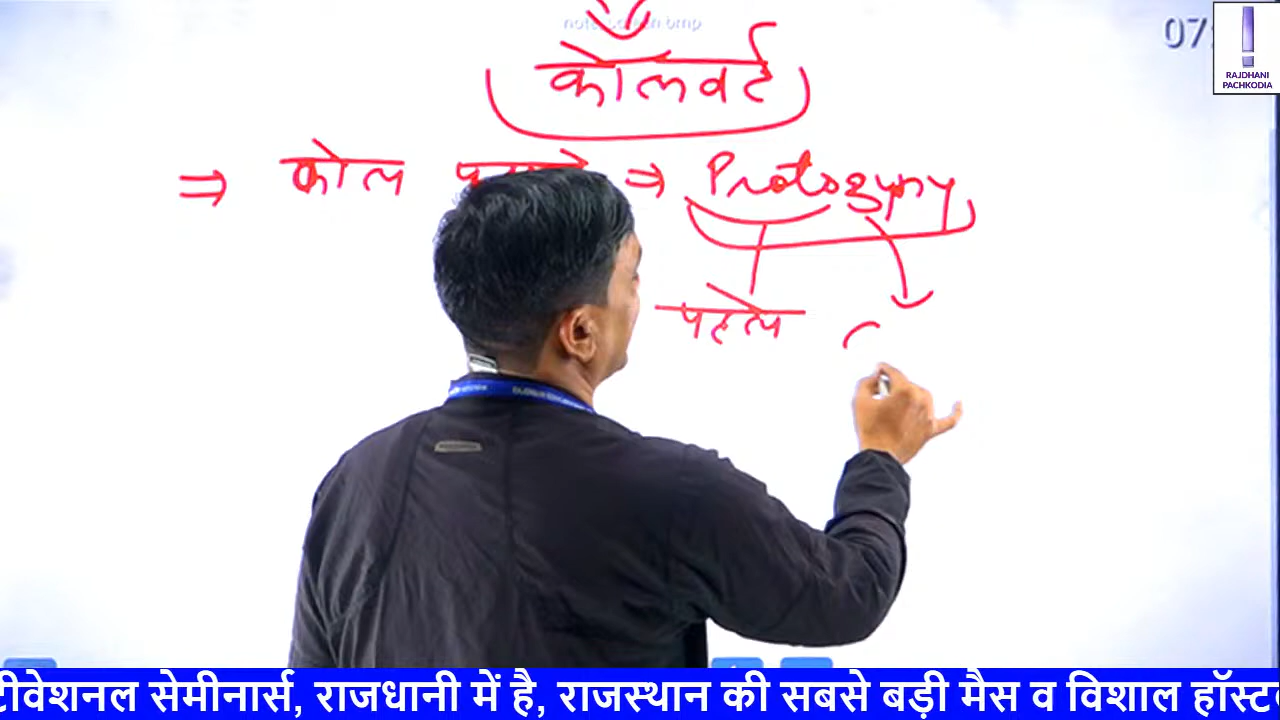 07
RAJDHANI
PACHKODIA
कोलवर्ट
⇒ कोल ⇒ Protogyny
पहले
टीवेशनल सेमीनार्स, राजधानी में है, राजस्थान की सबसे बड़ी मैस व विशाल हॉस्ट